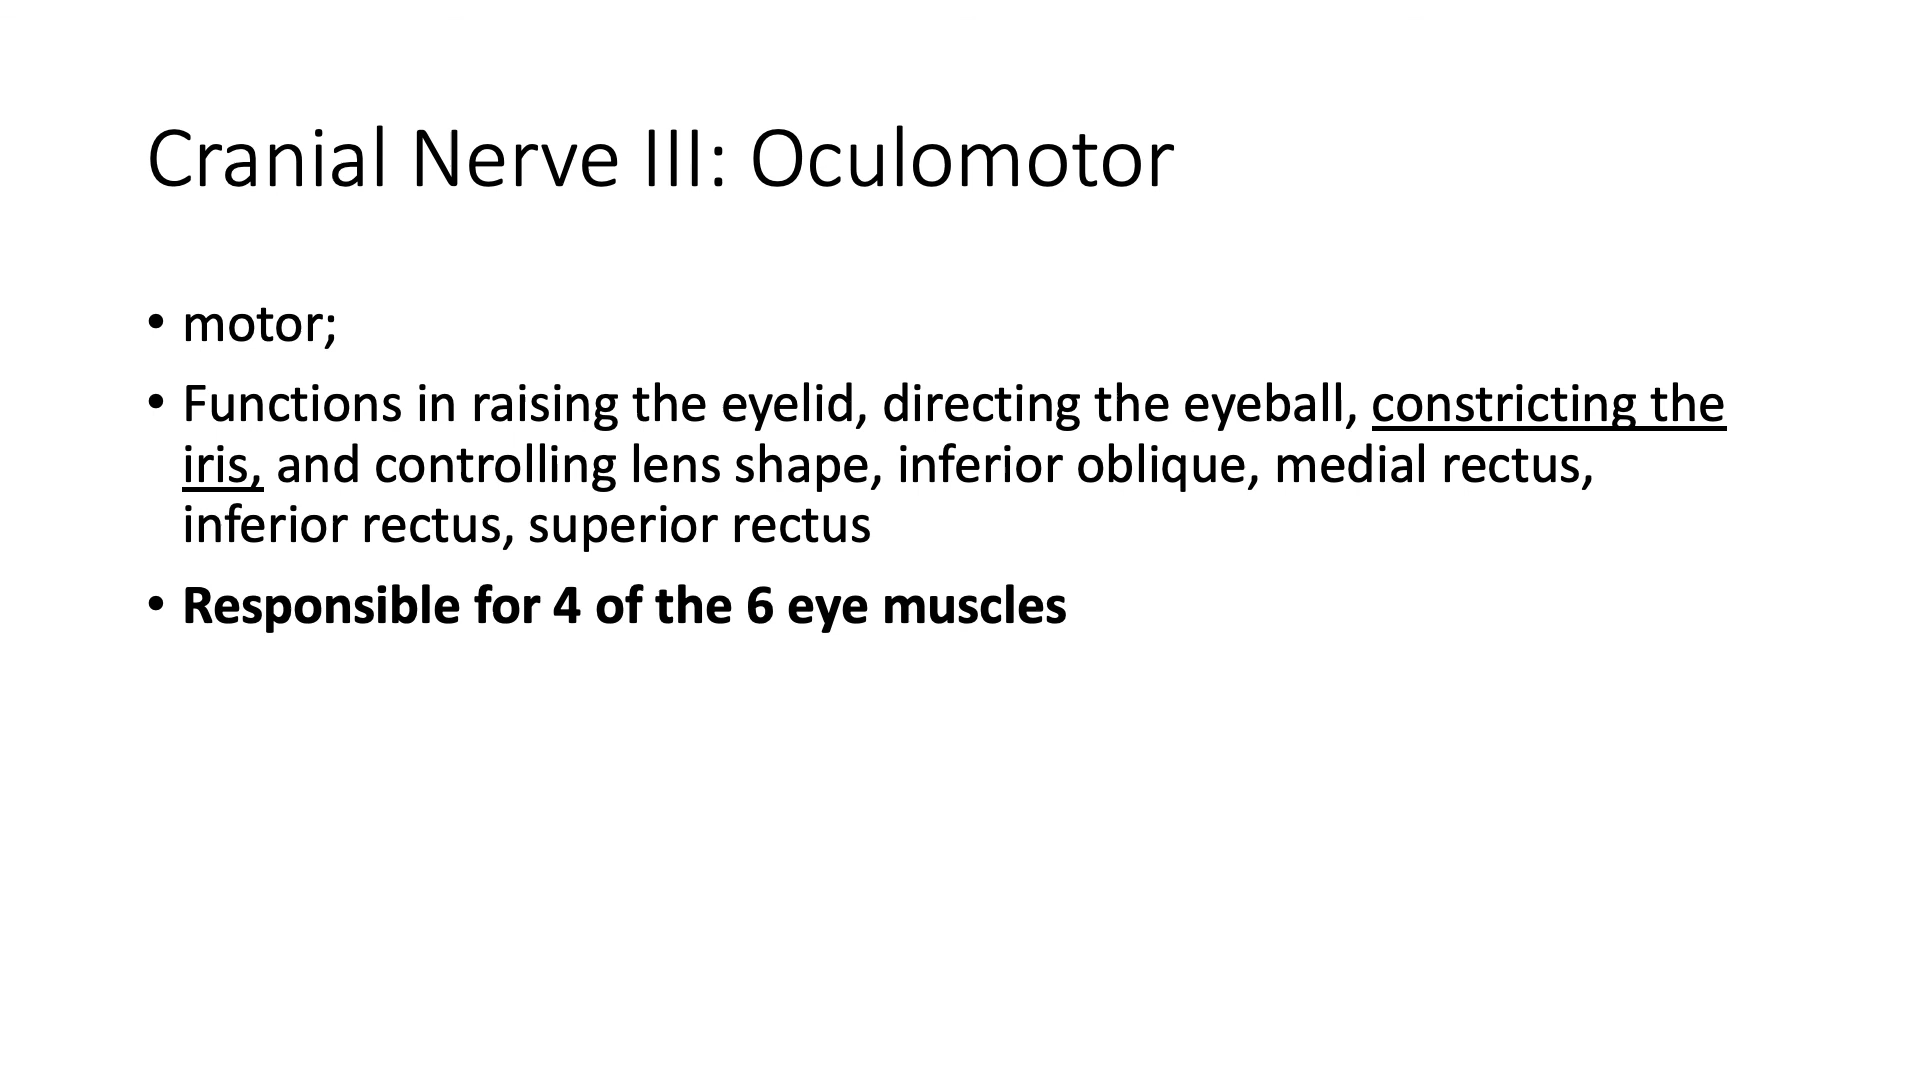 Cranial Nerve III: Oculomotor
• motor;
• Functions in raising the eyelid, directing the eyeball, constricting the
iris, and controlling lens shape, inferior oblique, medial rectus,
inferior rectus, superior rectus
• Responsible for 4 of the 6 eye muscles